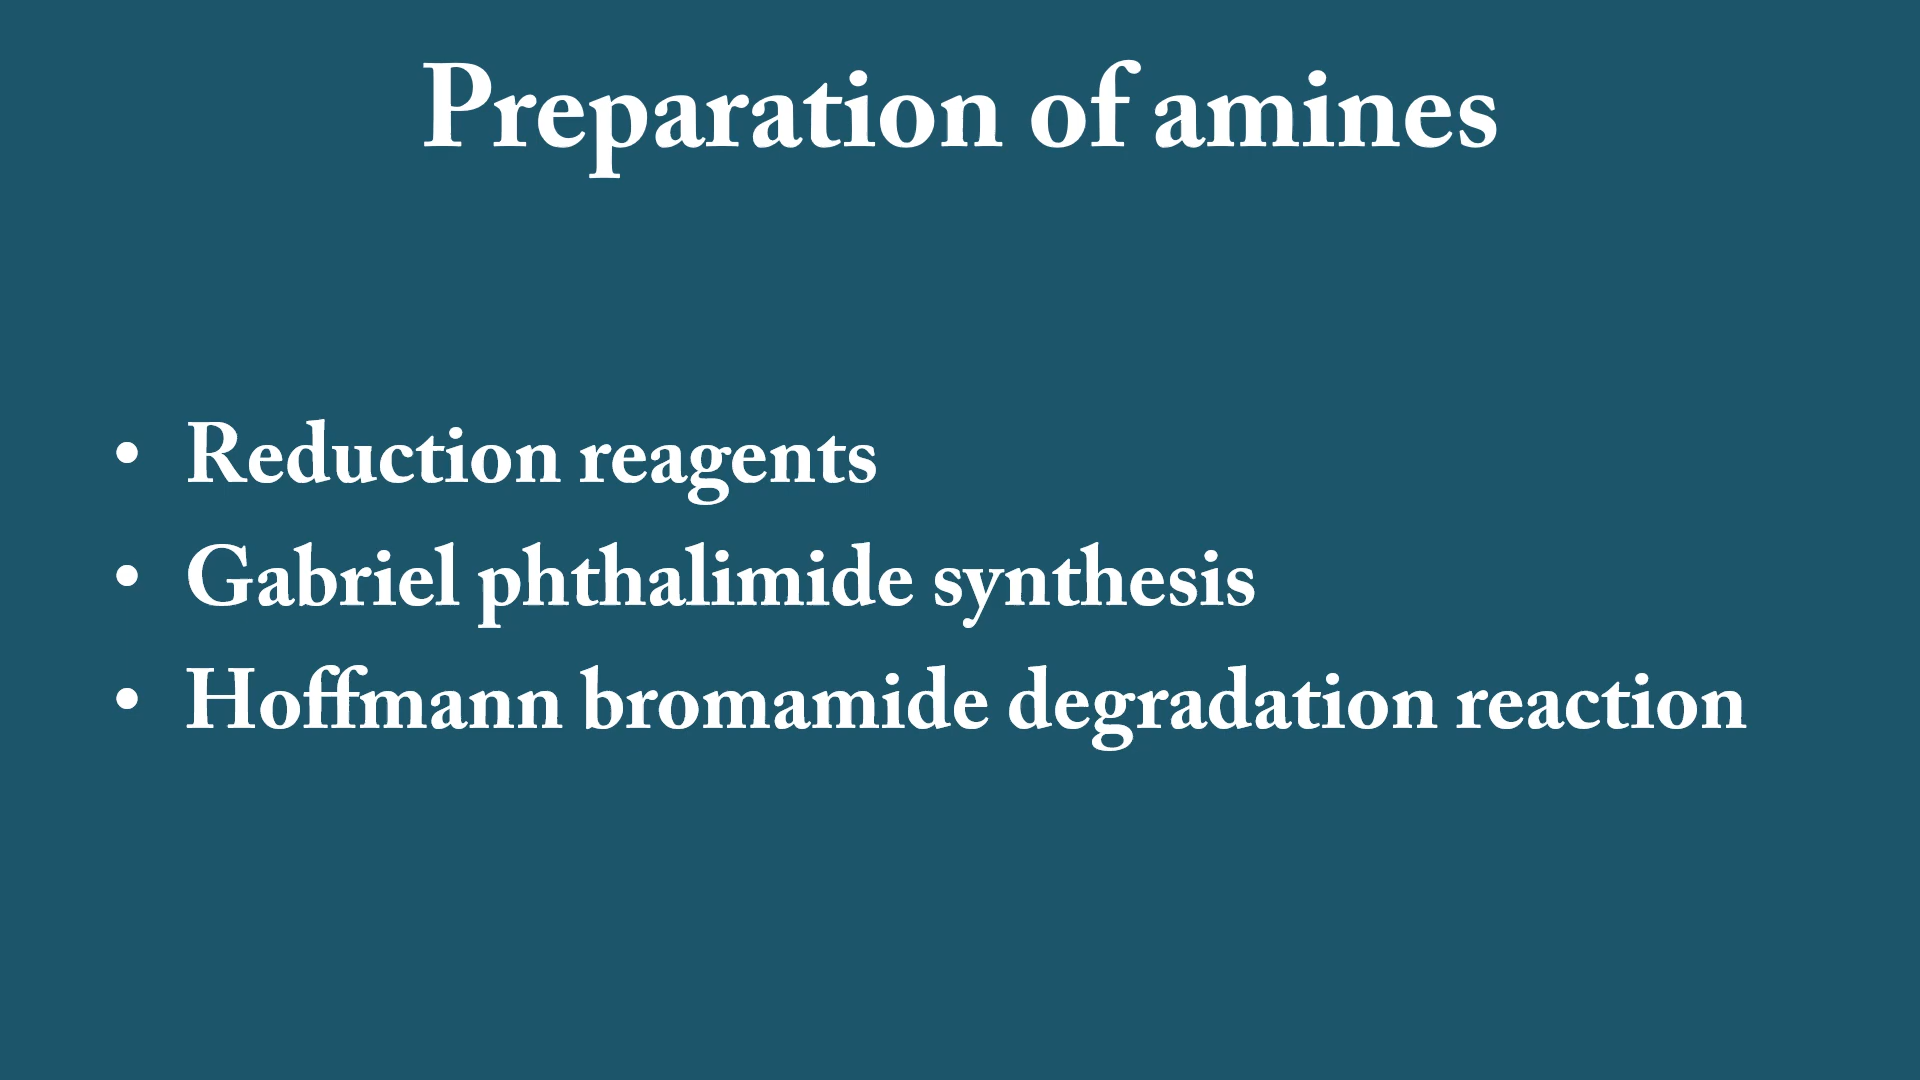 Preparation of amines
• Reduction reagents
• Gabriel phthalimide synthesis
• Hoffmann bromamide degradation reaction